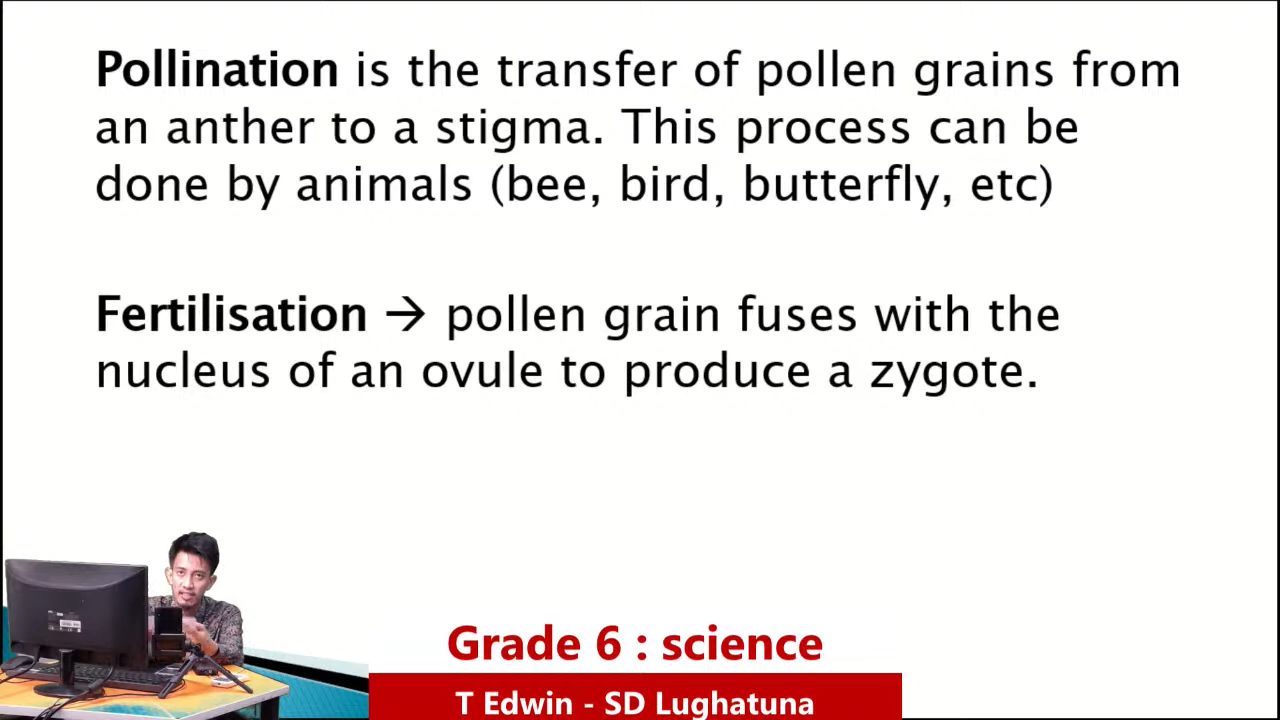 Pollination is the transfer of pollen grains from
an anther to a stigma. This process can be
done by animals (bee, bird, butterfly, etc)
Fertilisation → pollen grain fuses with the
nucleus of an ovule to produce a zygote.
Grade 6 : science
T Edwin - SD Lughatuna